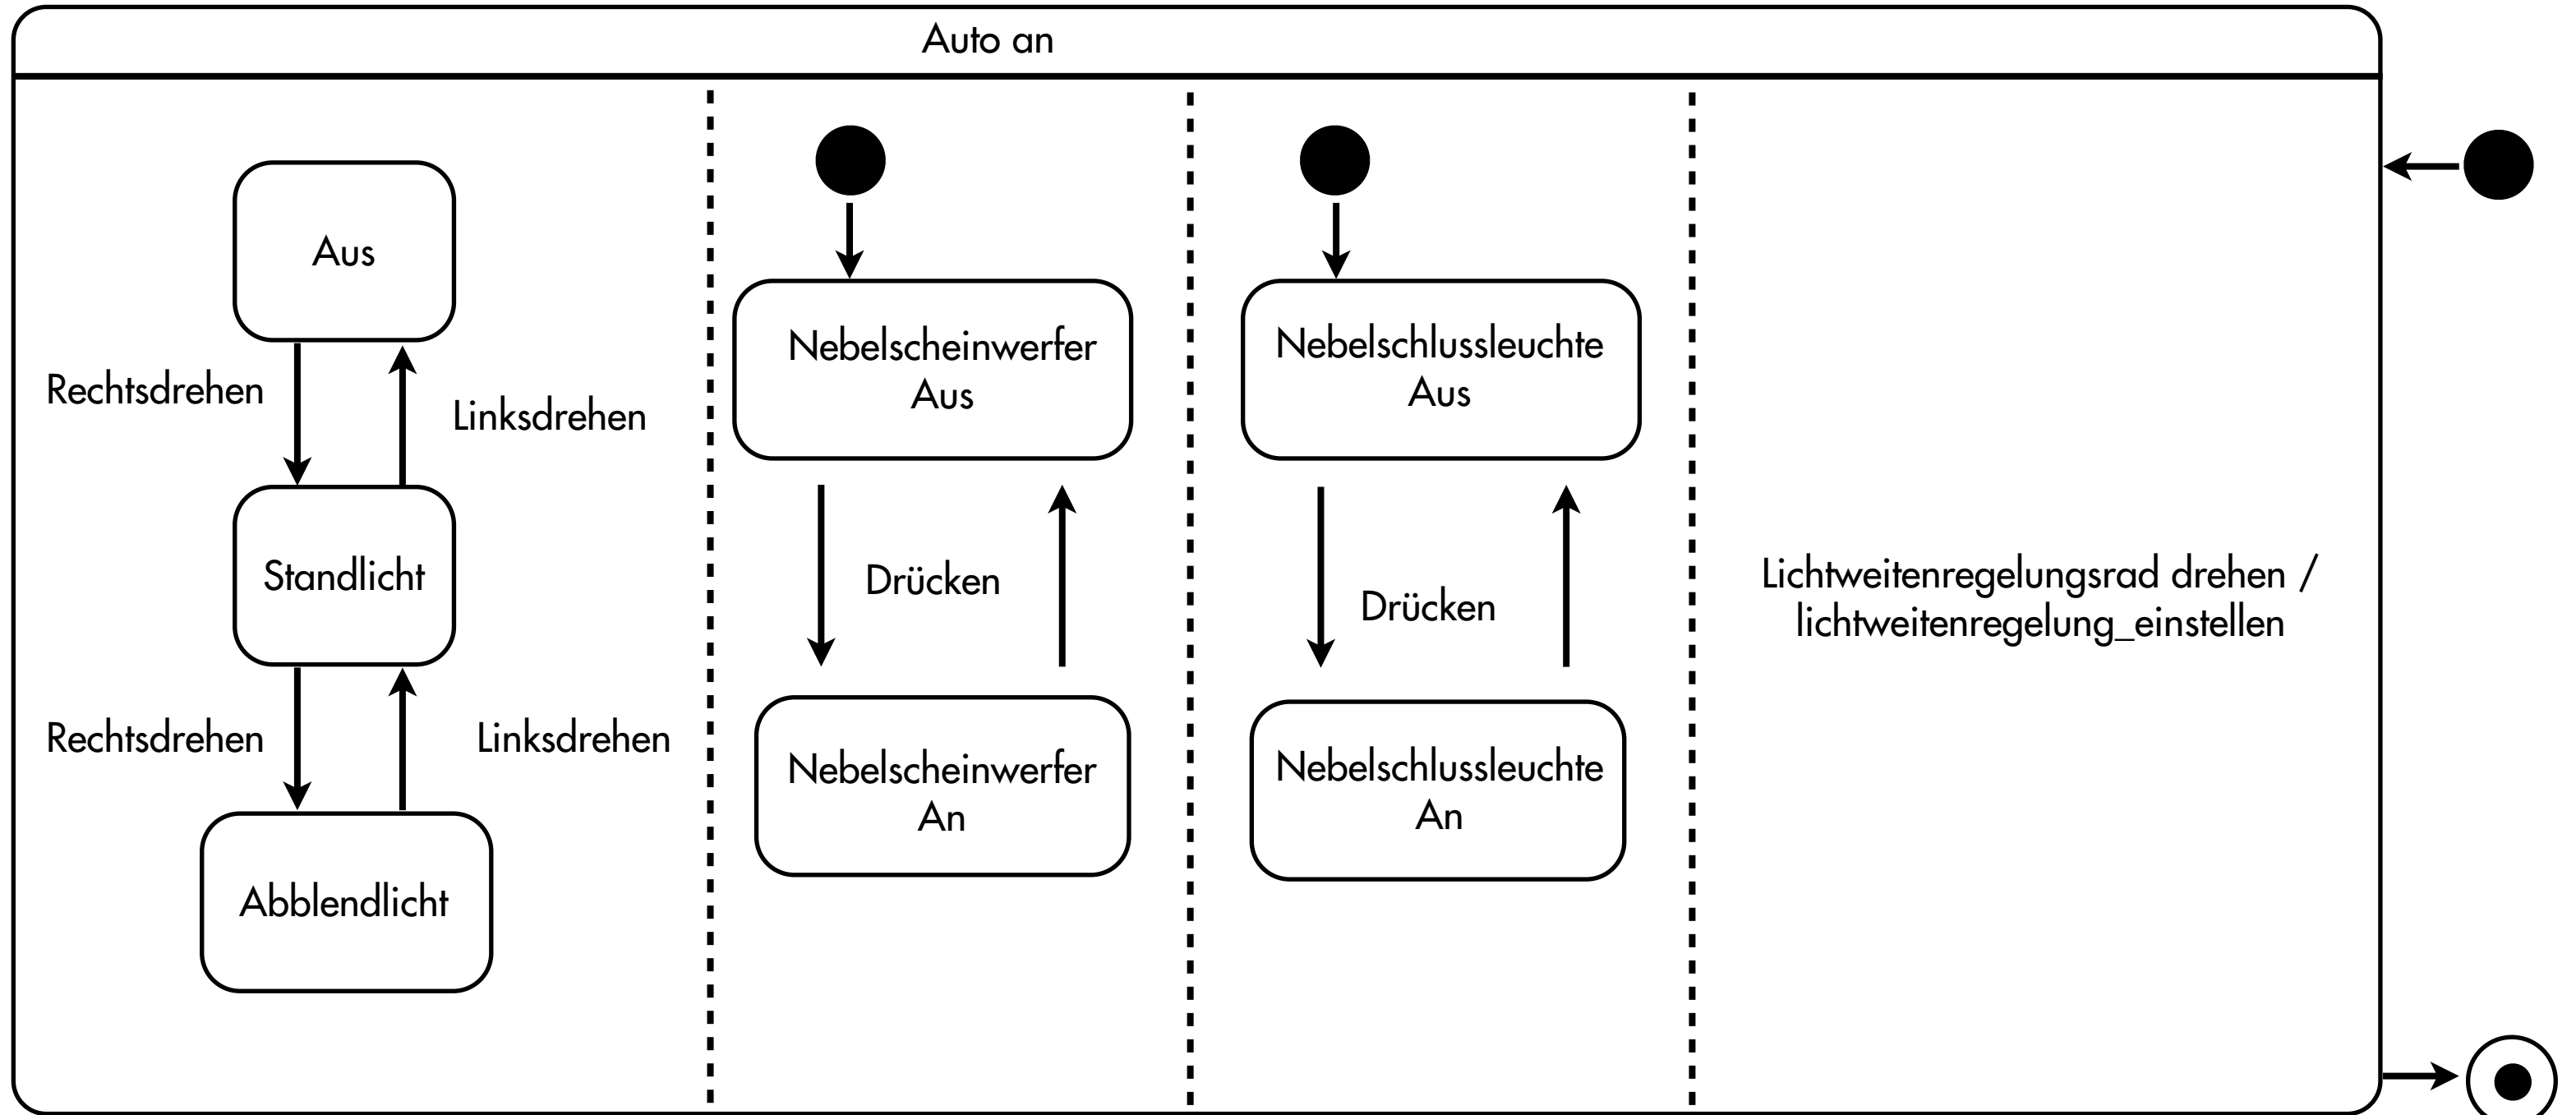 Auto an
Aus
Rechtsdrehen
Linksdrehen
Standlicht
Rechtsdrehen
Linksdrehen
Abblendlicht
Nebelscheinwerfer
Aus
Drücken
Nebelscheinwerfer
An
Nebelschlussleuchte
Aus
Drücken
Nebelschlussleuchte
An
Lichtweitenregelungsrad drehen /
lichtweitenregelung_einstellen